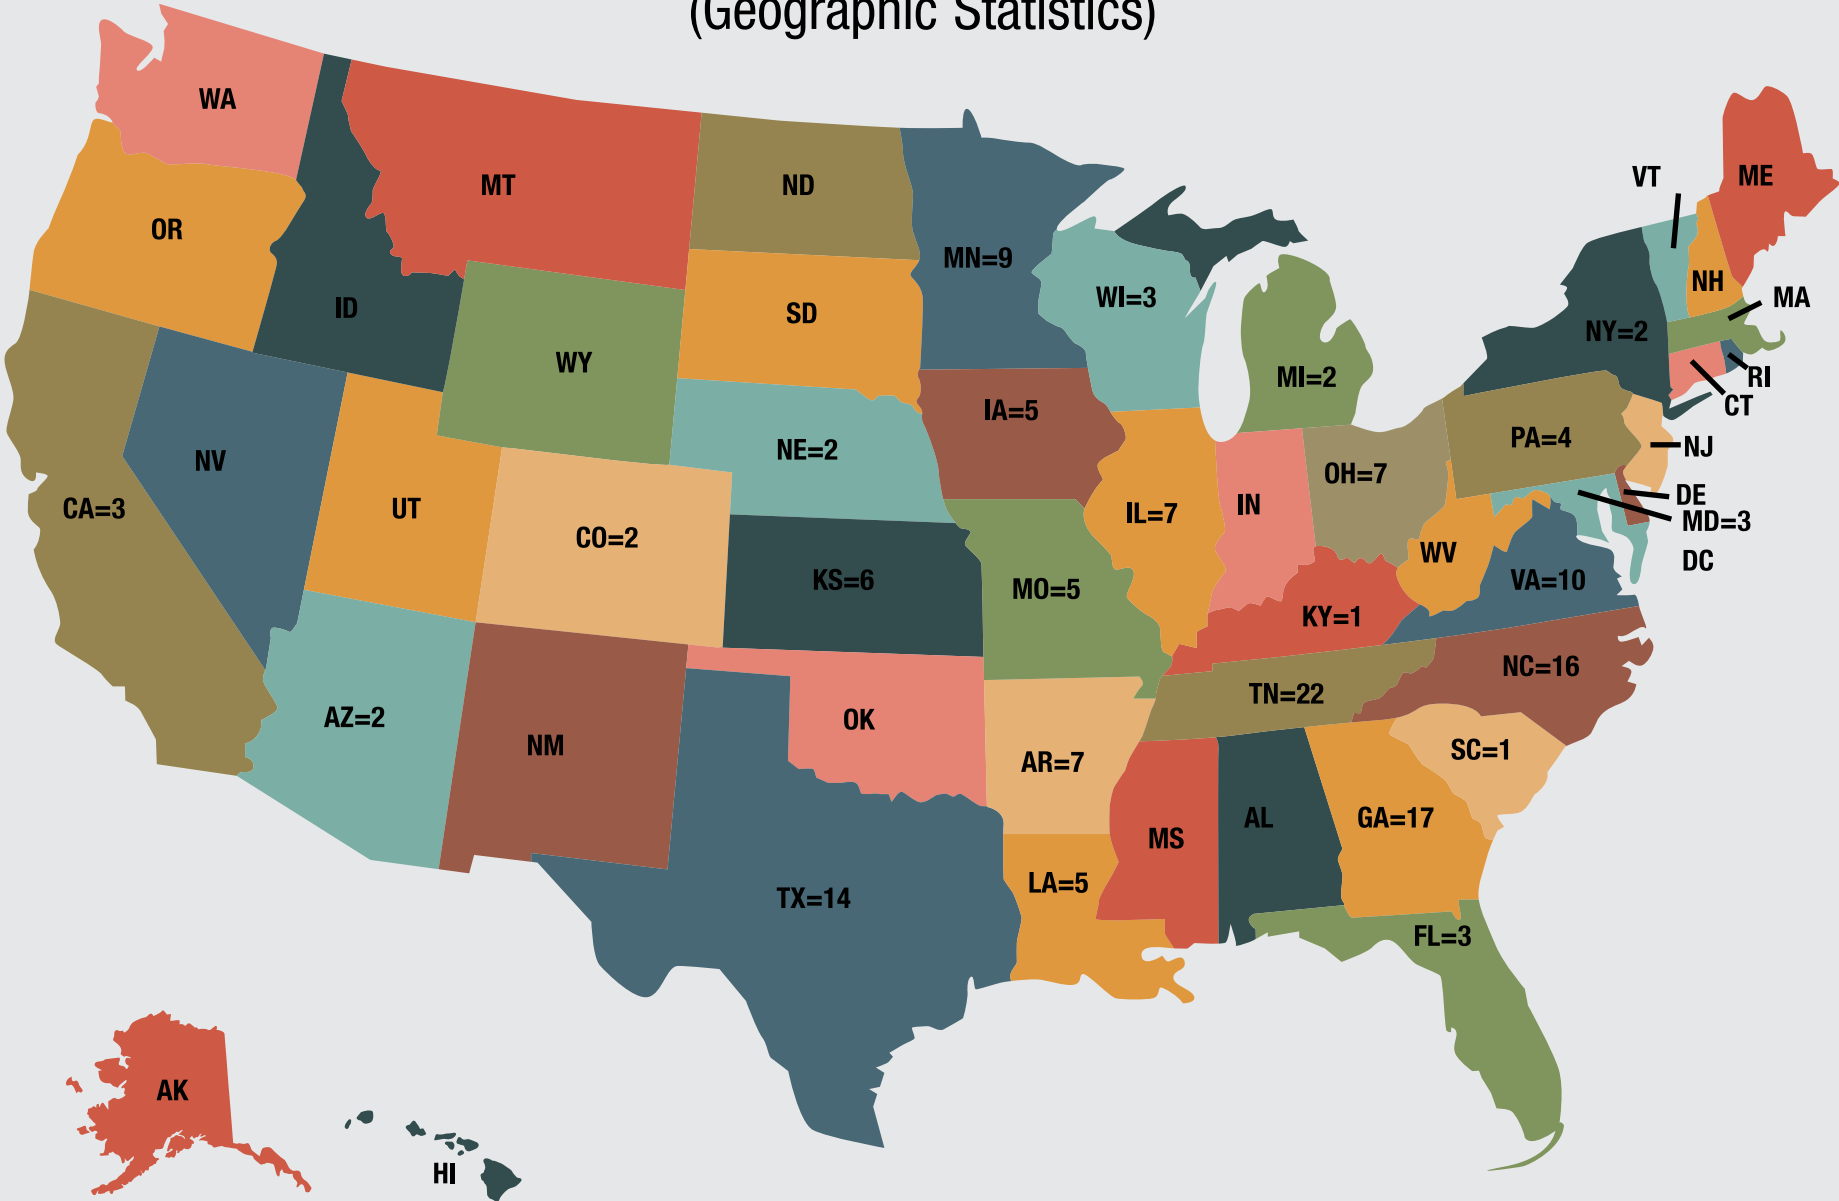 (Geographic Statistics)
WA
MT
ND
MN=9
VT
ME
OR
ID
SD
WI=3
NH
MA
WY
NY=2
MI=2
RI
CT
IA=5
NE=2
PA=4
NJ
NV
OH=7
CA=3
UT
CO=2
IL=7
IN
DE
MD=3
WV
DC
KS=6
MO=5
VA=10
KY=1
NC=16
TN=22
AZ=2
NM
OK
AR=7
SC=1
MS
AL
GA=17
TX=14
LA=5
FL=3
AK
HI